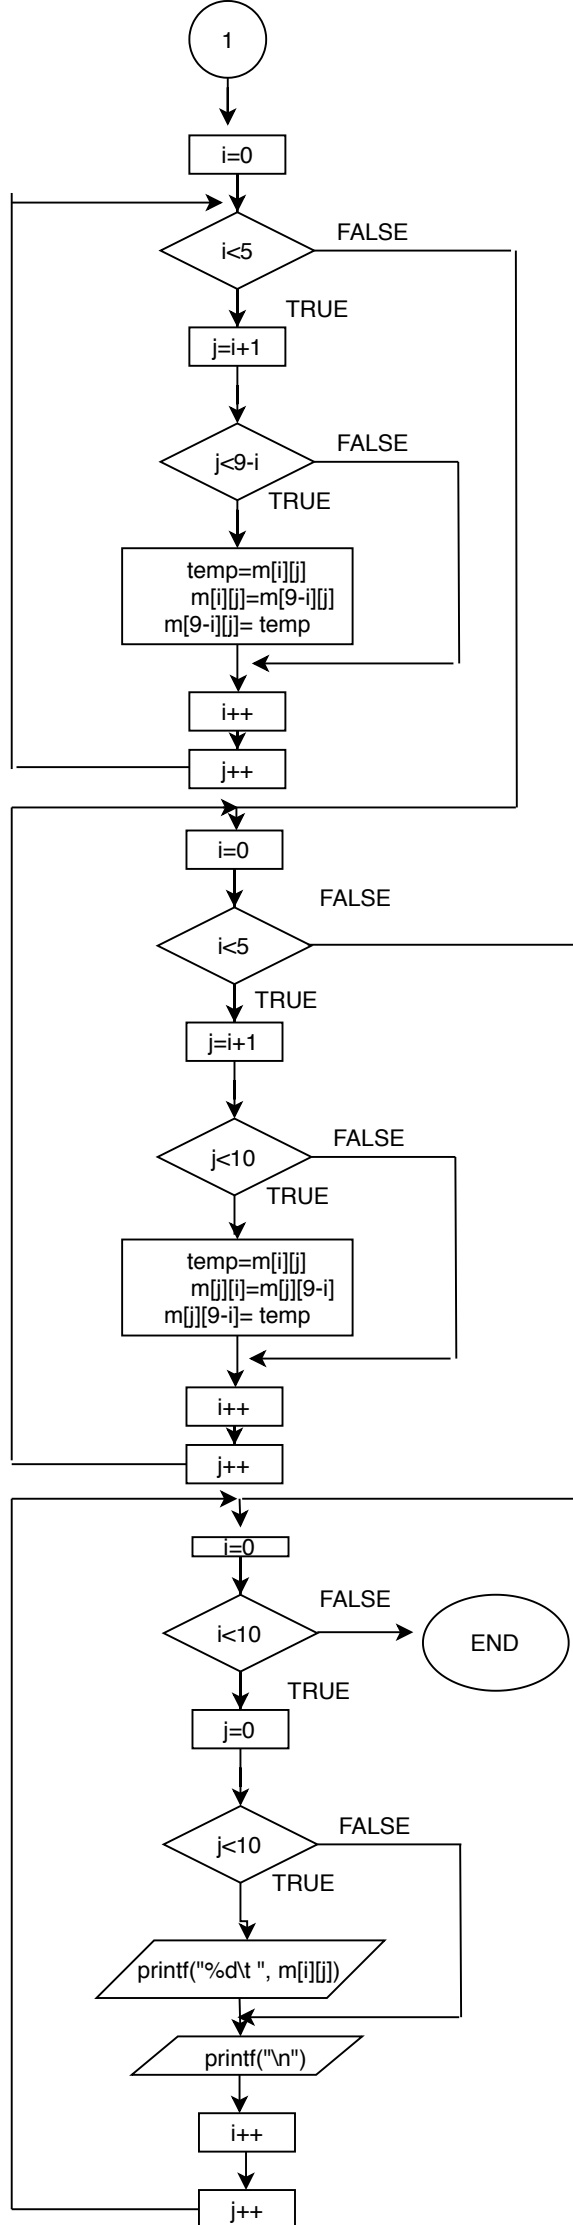 1
i=0
i<5
FALSE
TRUE
j=i+1
j<9-i
FALSE
TRUE
temp=m[i][j]
m[i][j]=m[9-i][j]
m[9-i][j]= temp
i++
j++
i=0
FALSE
i<5
TRUE
j=i+1
j<10
FALSE
TRUE
temp=m[i][j]
m[j][i]=m[j][9-i]
m[j][9-i]= temp
i++
j++
i=0
FALSE
i<10
END
TRUE
j=0
FALSE
j<10
TRUE
printf("%d\t ", m[i][j])
printf("\n")
i++
j++